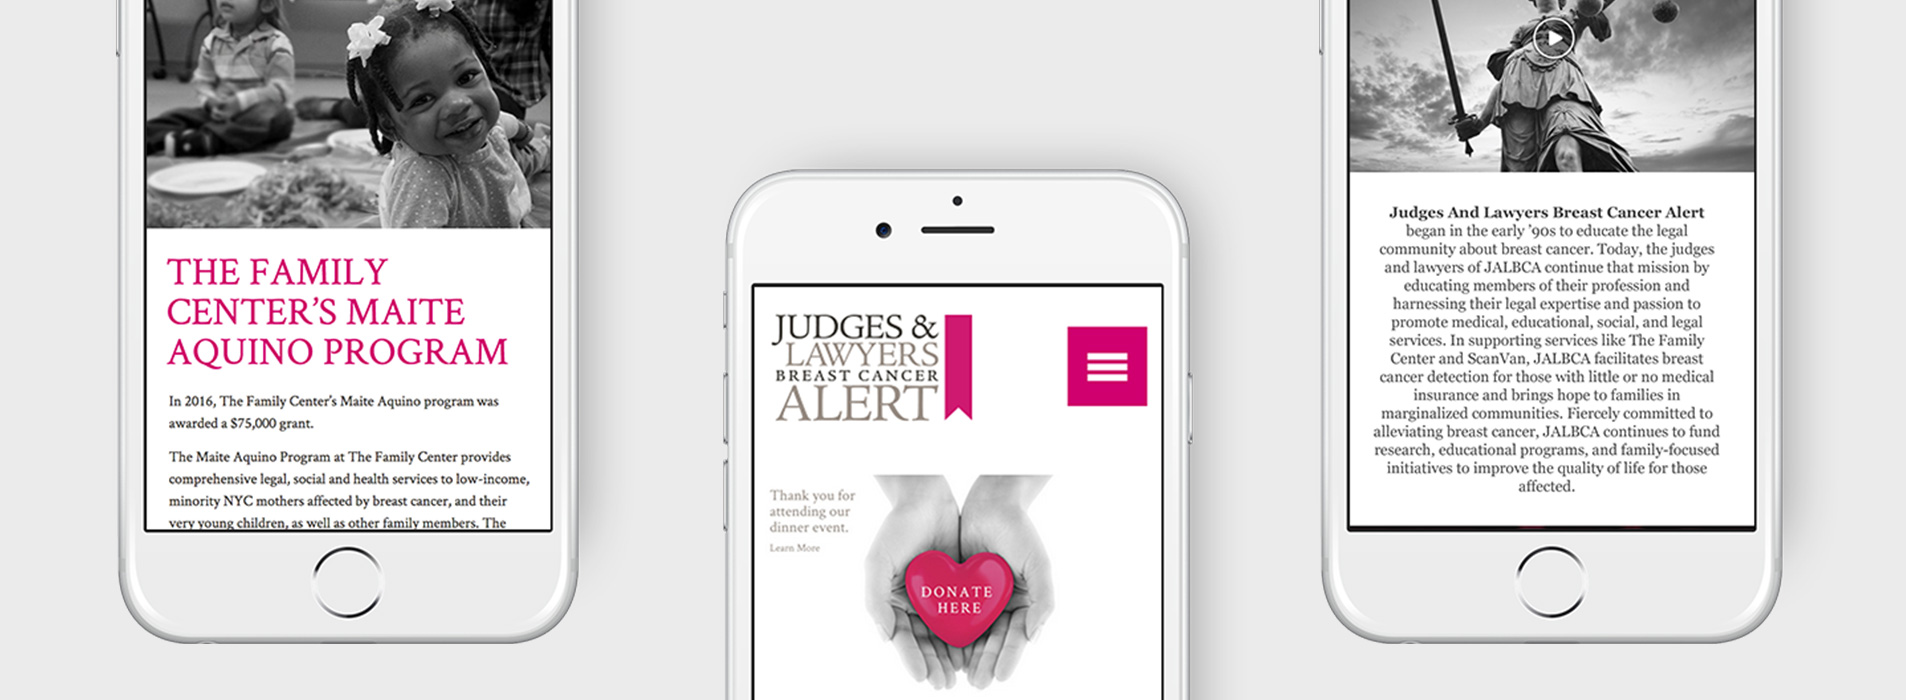 THE FAMILY
CENTER’S MAITE
AQUINO PROGRAM
In 2016, The Family Center’s Maite Aquino program was
awarded a $75,000 grant.
The Maite Aquino Program at The Family Center provides
comprehensive legal, social and health services to low-income,
minority NYC mothers affected by breast cancer, and their
very young children, as well as other family members. The
JUDGES &
LAWYERS
BREAST CANCER
ALERT
Thank you for
attending our
dinner event.
Learn More
DONATE
HERE
Judges And Lawyers Breast Cancer Alert
began in the early ’90s to educate the legal
community about breast cancer. Today, the judges
and lawyers of JALBCA continue that mission by
educating members of their profession and
harnessing their legal expertise and passion to
promote medical, educational, social, and legal
services. In supporting services like The Family
Center and ScanVan, JALBCA facilitates breast
cancer detection for those with little or no medical
insurance and brings hope to families in
marginalized communities. Fiercely committed to
alleviating breast cancer, JALBCA continues to fund
research, educational programs, and family-focused
initiatives to improve the quality of life for those
affected.